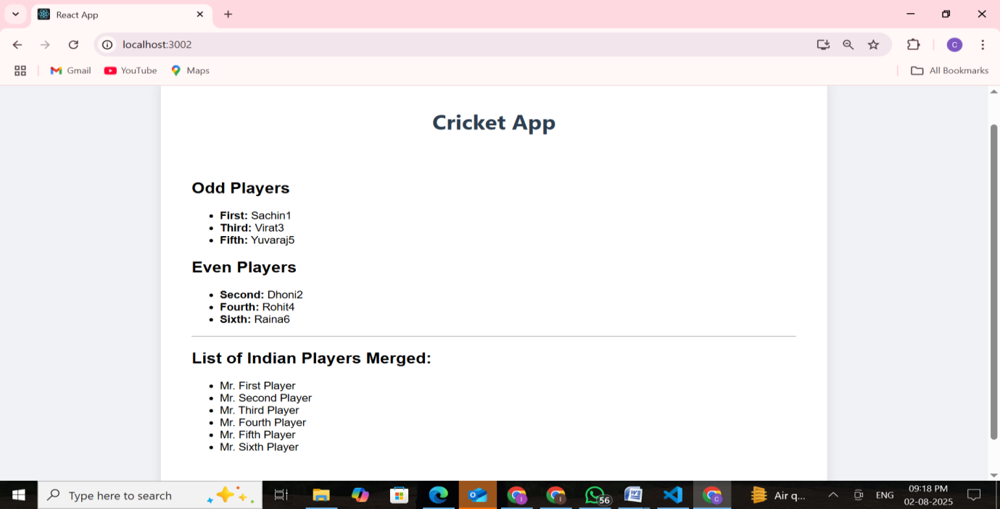 React App
localhost:3002
C
Gmail
YouTube
Maps
All Bookmarks
Cricket App
Odd Players
First: Sachin1
Third: Virat3
Fifth: Yuvaraj5
Even Players
Second: Dhoni2
Fourth: Rohit4
Sixth: Raina6
List of Indian Players Merged:
Mr. First Player
Mr. Second Player
Mr. Third Player
Mr. Fourth Player
Mr. Fifth Player
Mr. Sixth Player
Type here to search
56
Air q...
ENG
09:18 PM
02-08-2025